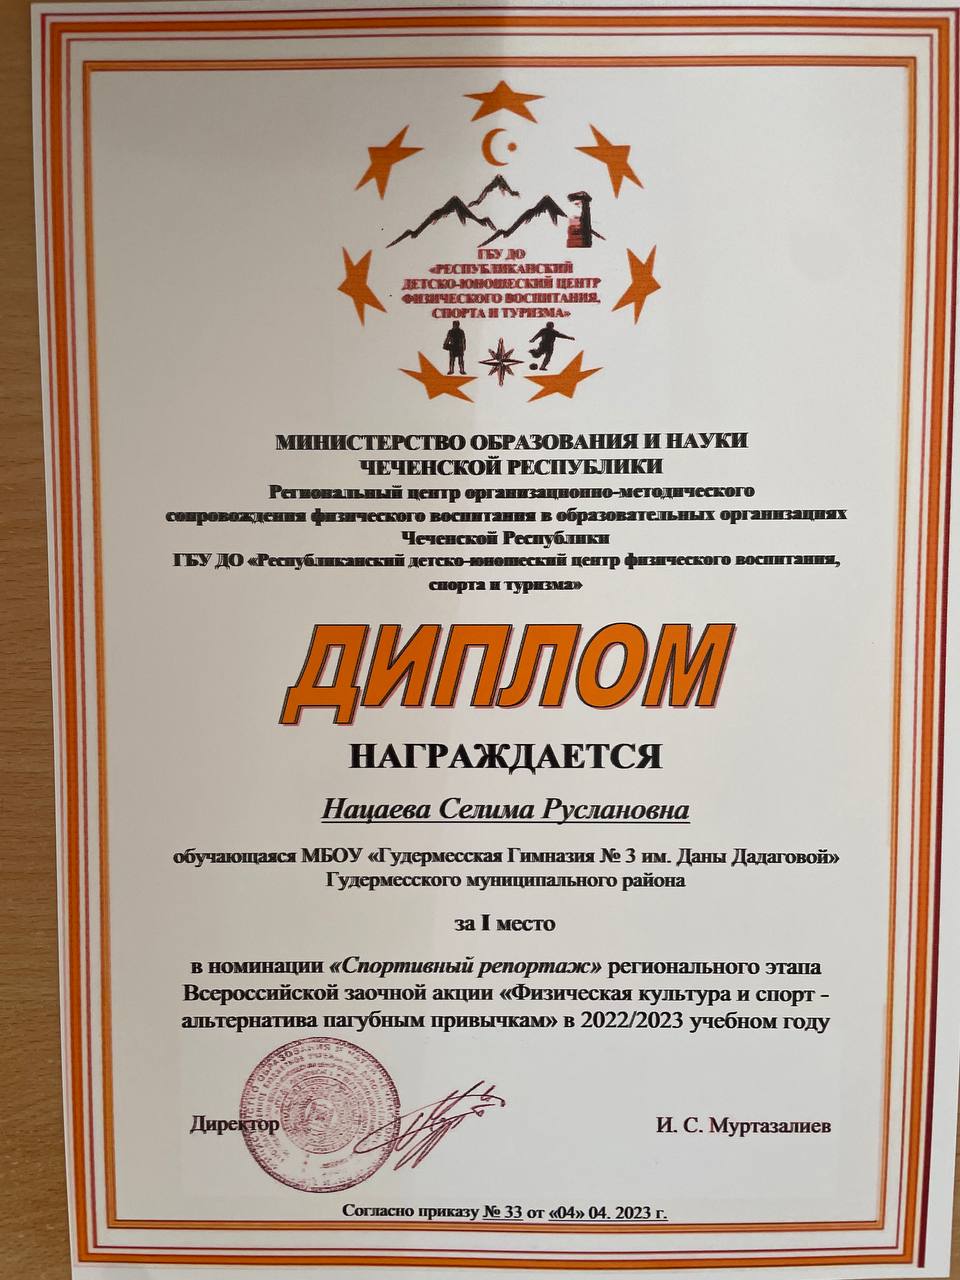 ГБУ ДО
«РЕСПУБЛИКАНСКИЙ
ДЕТСКО-ЮНОШЕСКИЙ ЦЕНТР
ФИЗИЧЕСКОГО ВОСПИТАНИЯ,
СПОРТА И ТУРИЗМА»
МИНИСТЕРСТВО ОБРАЗОВАНИЯ И НАУКИ
ЧЕЧЕНСКОЙ РЕСПУБЛИКИ
Региональный центр организационно-методического
сопровождения физического воспитания в образовательных организациях
Чеченской Республики
ГБУ ДО «Республиканский детско-юношеский центр физического воспитания,
спорта и туризма»
ДИПЛОМ
НАГРАЖДАЕТСЯ
Нацаева Селима Руслановна
обучающаяся МБОУ «Гудермесская Гимназия № 3 им. Даны Дадаговой»
Гудермесского муниципального района
за I место
в номинации «Спортивный репортаж» регионального этапа
Всероссийской заочной акции «Физическая культура и спорт -
альтернатива пагубным привычкам» в 2022/2023 учебном году
Директор
И. С. Муртазалиев
Согласно приказу № 33 от «04» 04. 2023 г.